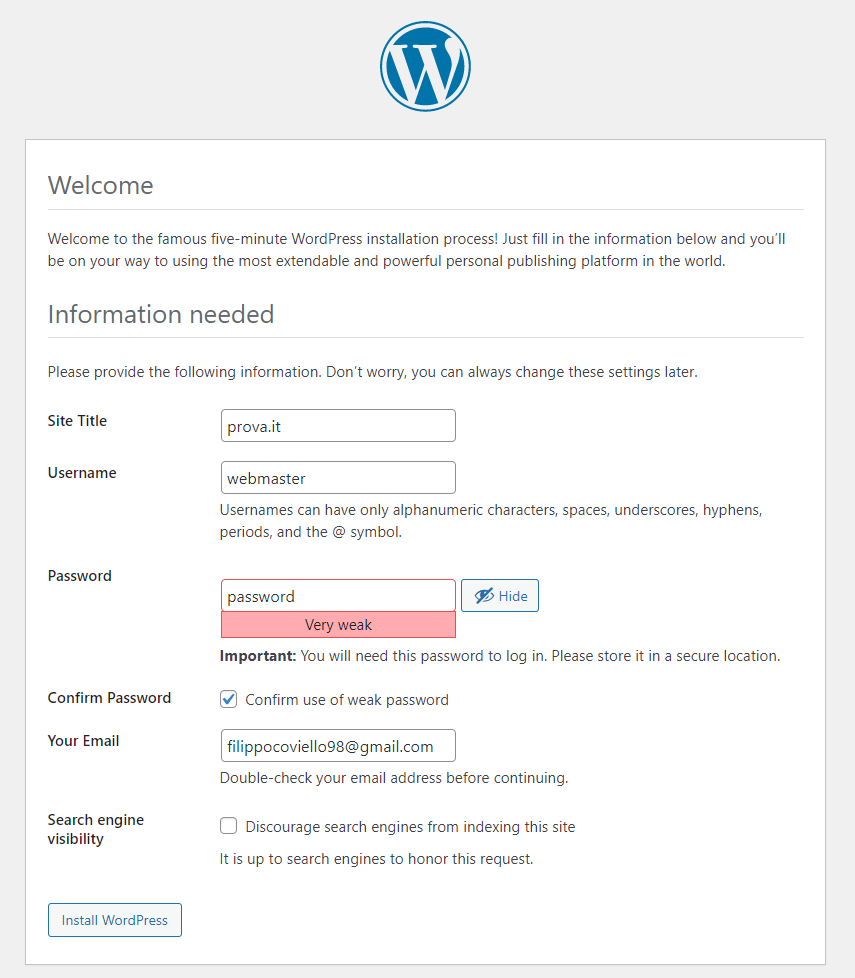 Welcome
Welcome to the famous five-minute WordPress installation process! Just fill in the information below and you’ll
be on your way to using the most extendable and powerful personal publishing platform in the world.
Information needed
Please provide the following information. Don’t worry, you can always change these settings later.
Site Title
prova.it
Username
webmaster
Usernames can have only alphanumeric characters, spaces, underscores, hyphens,
periods, and the @ symbol.
Password
password
Hide
Very weak
Important: You will need this password to log in. Please store it in a secure location.
Confirm Password
Confirm use of weak password
Your Email
filippocoviello98@gmail.com
Double-check your email address before continuing.
Search engine
visibility
Discourage search engines from indexing this site
It is up to search engines to honor this request.
Install WordPress